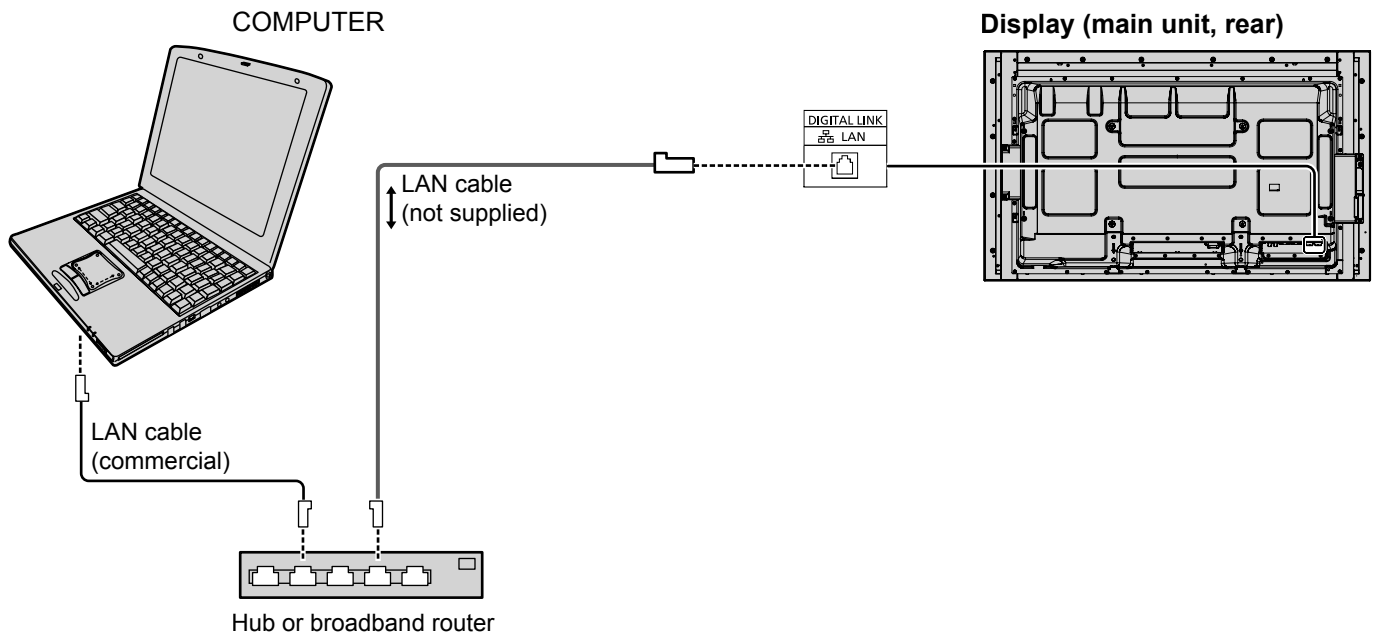 COMPUTER
Display (main unit, rear)
DIGITAL LINK
LAN
LAN cable
(not supplied)
LAN cable
(commercial)
Hub or broadband router